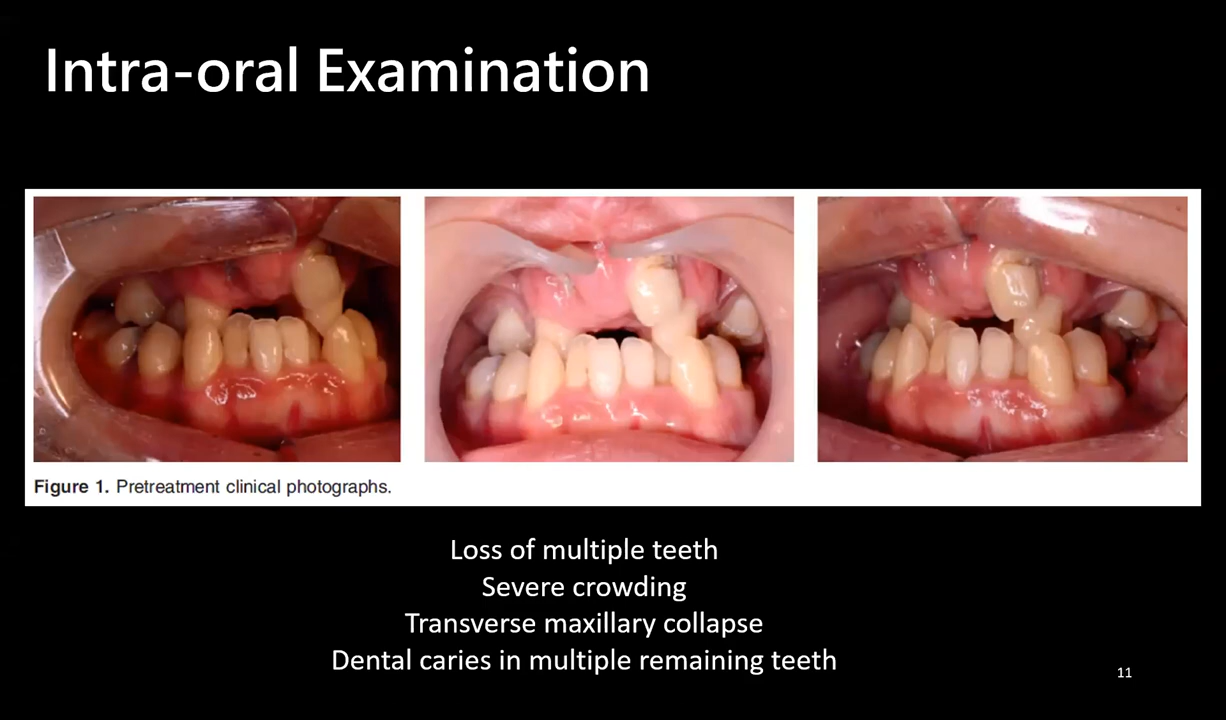 Intra-oral Examination
Figure 1. Pretreatment clinical photographs.
Loss of multiple teeth
Severe crowding
Transverse maxillary collapse
Dental caries in multiple remaining teeth
11